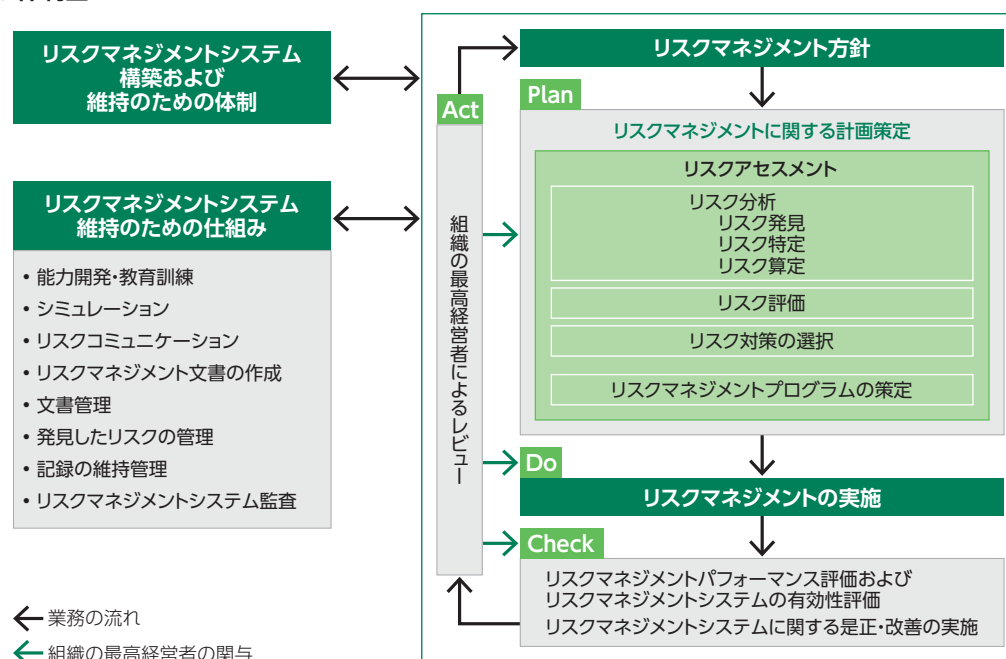 リスクマネジメントシステム
構築および
維持のための体制
リスクマネジメントシステム
維持のための仕組み
• 能力開発・教育訓練
• シミュレーション
• リスクコミュニケーション
• リスクマネジメント文書の作成
• 文書管理
• 発見したリスクの管理
• 記録の維持管理
• リスクマネジメントシステム監査
業務の流れ
組織の最高経営者の関与
Act
組織の最高経営者によるレビュー
リスクマネジメント方針
Plan
リスクマネジメントに関する計画策定
リスクアセスメント
リスク分析
リスク発見
リスク特定
リスク算定
リスク評価
リスク対策の選択
リスクマネジメントプログラムの策定
Do
リスクマネジメントの実施
Check
リスクマネジメントパフォーマンス評価および
リスクマネジメントシステムの有効性評価
リスクマネジメントシステムに関する是正・改善の実施